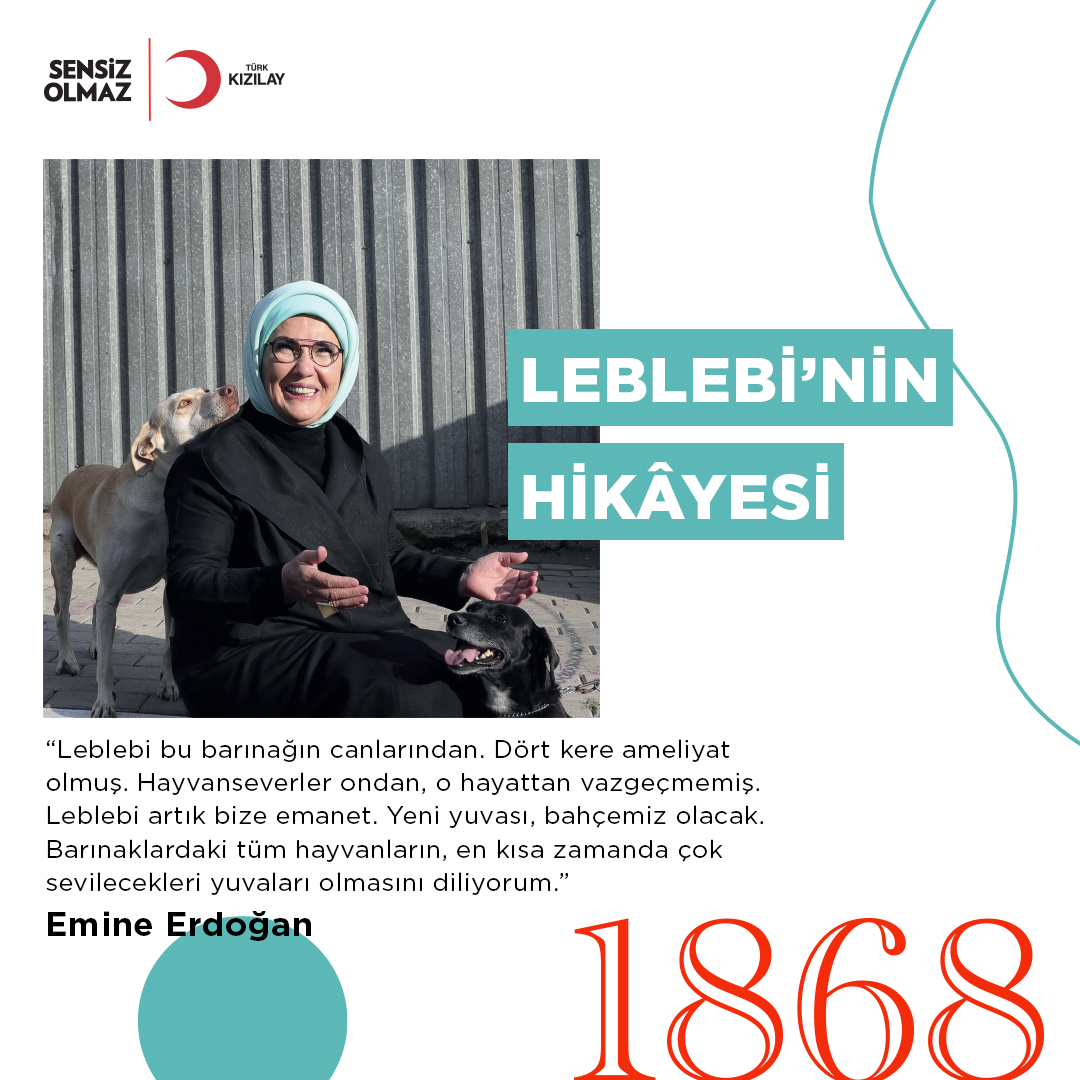 SENSİZ
OLMAZ
TÜRK
KIZILAY
LEBLEBİ’NİN
HİKÂYESİ
“Leblebi bu barınağın canlarından. Dört kere ameliyat
olmuş. Hayvanseverler ondan, o hayattan vazgeçmemiş.
Leblebi artık bize emanet. Yeni yuvası, bahçemiz olacak.
Barınaklardaki tüm hayvanların, en kısa zamanda çok
sevilecekleri yuvaları olmasını diliyorum.”
Emine Erdoğan
1868